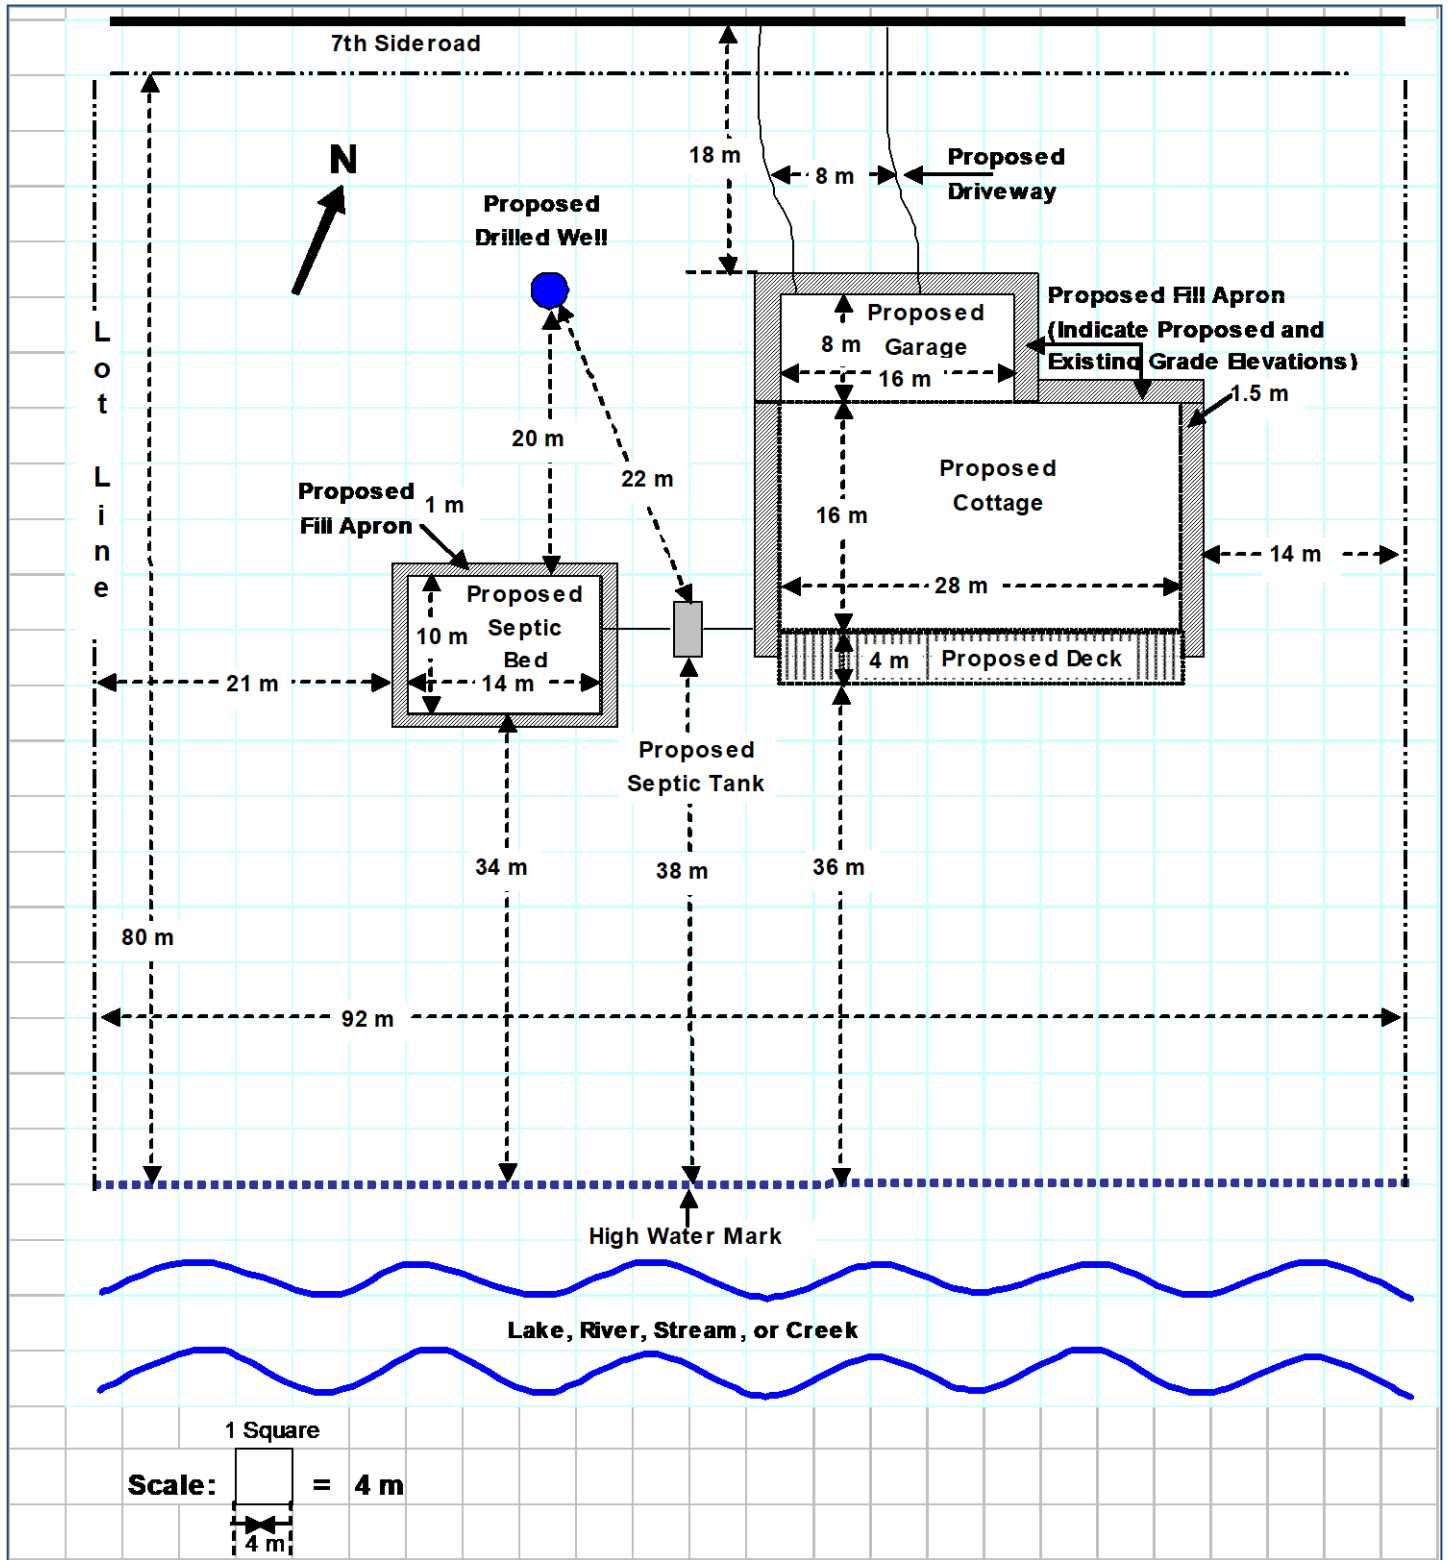 7th Sideroad
N
18 m
8 m
Proposed
Driveway
Proposed
Drilled Well
Lot Line
Proposed Fill Apron
(Indicate Proposed and
Existing Grade Elevations)
1.5 m
Proposed
Garage
8 m
16 m
20 m
22 m
Proposed
Cottage
16 m
28 m
14 m
Proposed
Fill Apron
1 m
Proposed
Septic
Bed
10 m
14 m
21 m
4 m
Proposed Deck
Proposed
Septic Tank
34 m
38 m
36 m
80 m
92 m
High Water Mark
Lake, River, Stream, or Creek
1 Square
Scale: = 4 m
4 m